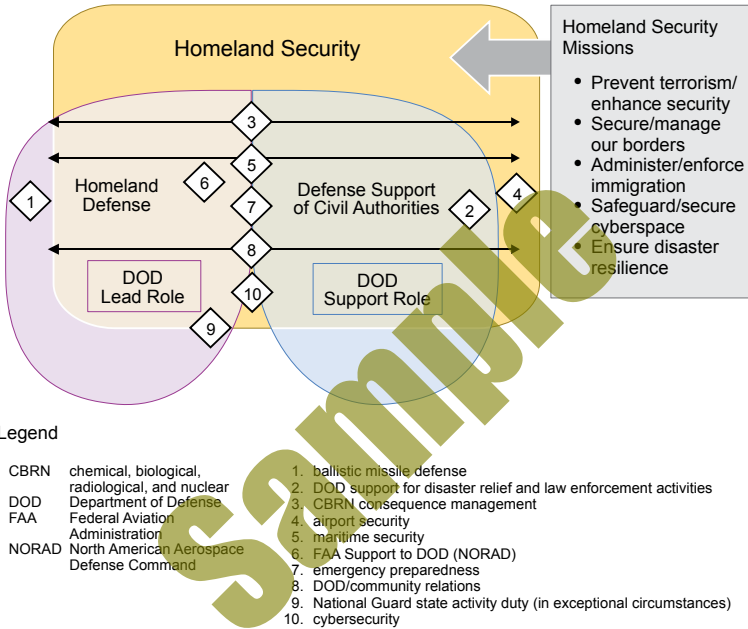 Homeland Security
Homeland Security
Missions
• Prevent terrorism/
enhance security
• Secure/manage
our borders
• Administer/enforce
immigration
• Safeguard/secure
cyberspace
• Ensure disaster
resilience
3
5
6
1
Homeland
Defense
Defense Support
of Civil Authorities
4
7
2
8
DOD
Lead Role
10
DOD
Support Role
9
sample
Legend
CBRN chemical, biological,
radiological, and nuclear
DOD Department of Defense
FAA Federal Aviation
Administration
NORAD North American Aerospace
Defense Command
1. ballistic missile defense
2. DOD support for disaster relief and law enforcement activities
3. CBRN consequence management
4. airport security
5. maritime security
6. FAA Support to DOD (NORAD)
7. emergency preparedness
8. DOD/community relations
9. National Guard state activity duty (in exceptional circumstances)
10. cybersecurity